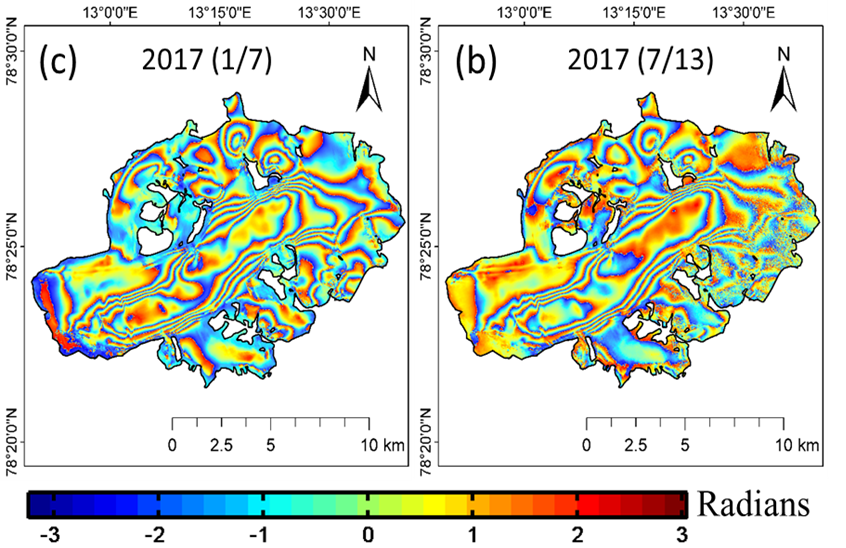 13°0'0"E 13°15'0"E 13°30'0"E 13°0'0"E 13°15'0"E 13°30'0"E
78°30'0"N 78°25'0"N 78°20'0"N
(c) 2017 (1/7) N
0 2.5 5 10 km
78°30'0"N 78°25'0"N 78°20'0"N
(b) 2017 (7/13) N
0 2.5 5 10 km
Radians
-3 -2 -1 0 1 2 3